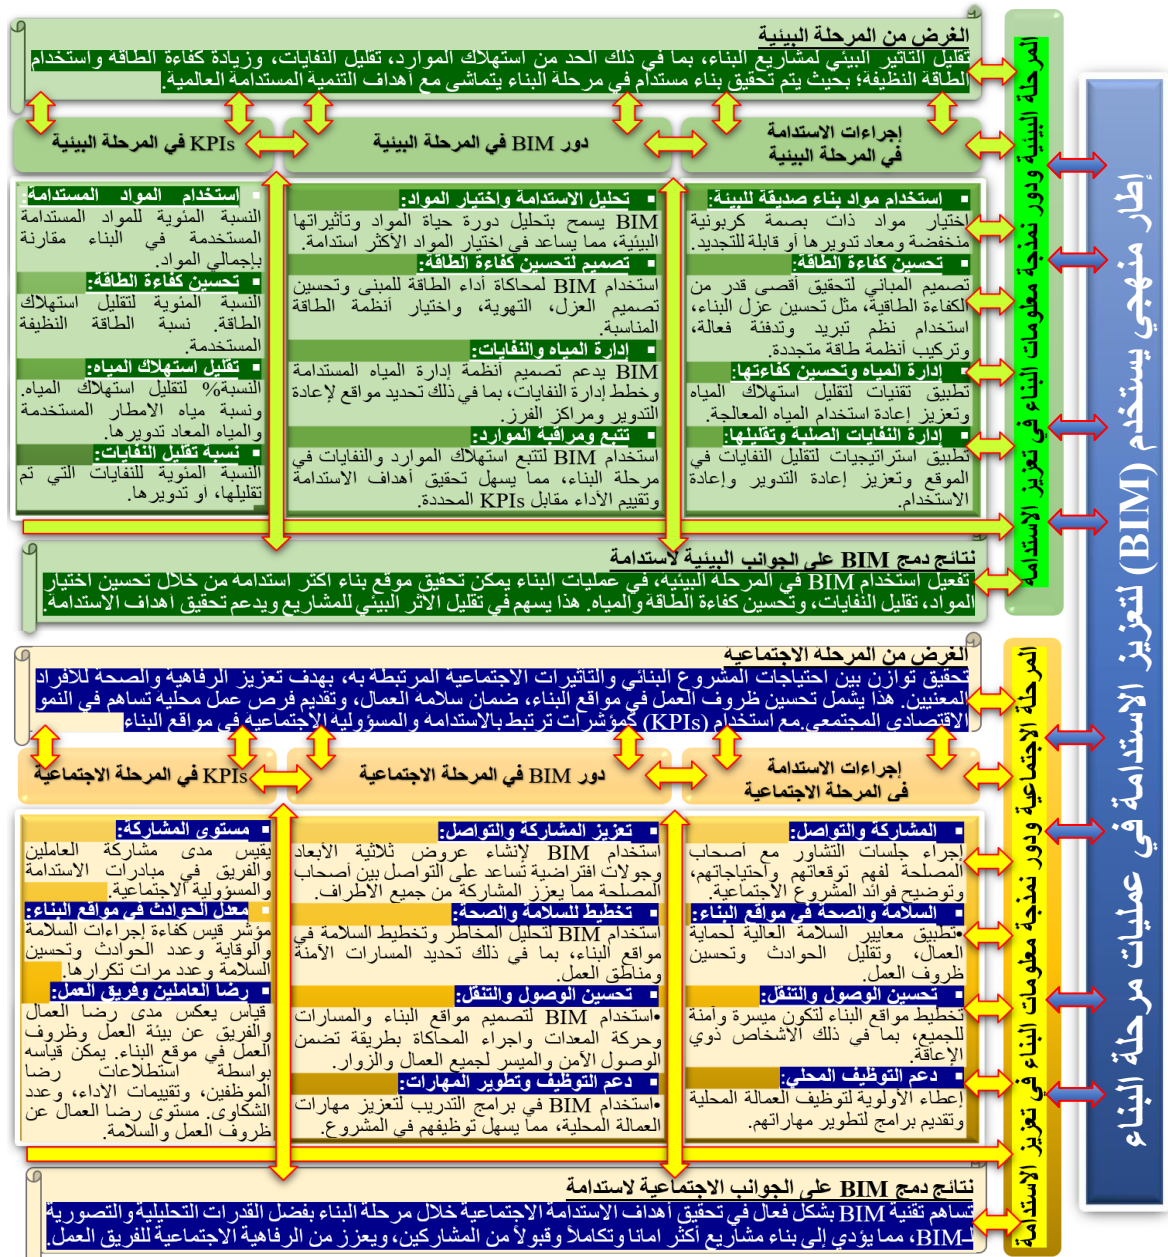 إطار منهجي يستخدم (BIM) لتعزيز الاستدامة في عمليات مرحلة البناء
المرحلة البيئية ودور نمذجة معلومات البناء في تعزيز الاستدامة
الغرض من المرحلة البيئية
تقليل التأثير البيئي لمشاريع البناء، بما في ذلك الحد من استهلاك الموارد، تقليل النفايات، وزيادة كفاءة الطاقة واستخدام
الطاقة النظيفة؛ بحيث يتم تحقيق بناء مستدام في مرحلة البناء يتماشى مع أهداف التنمية المستدامة العالمية.
إجراءات الاستدامة
في المرحلة البيئية
دور BIM في المرحلة البيئية
KPIs في المرحلة البيئية
▪ استخدام مواد بناء صديقة للبيئة:
اختيار مواد ذات بصمة كربونية
منخفضة ومعاد تدويرها أو قابلة للتجديد.
▪ تحسين كفاءة الطاقة:
تصميم المباني لتحقيق أقصى قدر من
الكفاءة الطاقية، مثل تحسين عزل البناء،
استخدام نظم تبريد وتدفئة فعالة،
وتركيب أنظمة طاقة متجددة.
▪ إدارة المياه وتحسين كفاءتها:
تطبيق تقنيات لتقليل استهلاك المياه
وتعزيز إعادة استخدام المياه المعالجة.
▪ إدارة النفايات الصلبة وتقليلها:
تطبيق استراتيجيات لتقليل النفايات في
الموقع وتعزيز إعادة التدوير وإعادة
الاستخدام.
▪ تحليل الاستدامة واختيار المواد:
BIM يسمح بتحليل دورة حياة المواد وتأثيراتها
البيئية، مما يساعد في اختيار المواد الأكثر استدامة.
▪ تصميم لتحسين كفاءة الطاقة:
استخدام BIM لمحاكاة أداء الطاقة للمبنى وتحسين
تصميم العزل، التهوية، واختيار أنظمة الطاقة
المناسبة.
▪ إدارة المياه والنفايات:
BIM يدعم تصميم أنظمة إدارة المياه المستدامة
وخطط إدارة النفايات، بما في ذلك تحديد مواقع لإعادة
التدوير ومراكز الفرز.
▪ تتبع ومراقبة الموارد:
استخدام BIM لتتبع استهلاك الموارد والنفايات في
مرحلة البناء، مما يسهل تحقيق أهداف الاستدامة
وتقييم الأداء مقابل KPIs المحددة.
▪ استخدام المواد المستدامة:
النسبة المئوية للمواد المستدامة
المستخدمة في البناء مقارنة
بإجمالي المواد.
▪ تحسين كفاءة الطاقة:
النسبة المئوية لتقليل استهلاك
الطاقة. نسبة الطاقة النظيفة
المستخدمة.
▪ تقليل استهلاك المياه:
النسبة% لتقليل استهلاك المياه.
ونسبة مياه الامطار المستخدمة
والمياه المعاد تدويرها.
▪ نسبة تقليل النفايات:
النسبة المئوية للنفايات التي تم
تقليلها، أو تدويرها.
نتائج دمج BIM على الجوانب البيئية لاستدامة
تفعيل استخدام BIM في المرحلة البيئية، في عمليات البناء يمكن تحقيق موقع بناء أكثر استدامة من خلال تحسين اختيار
المواد، تقليل النفايات، وتحسين كفاءة الطاقة والمياه. هذا يسهم في تقليل الأثر البيئي للمشاريع ويدعم تحقيق أهداف الاستدامة.
المرحلة الاجتماعية ودور نمذجة معلومات البناء في تعزيز الاستدامة
الغرض من المرحلة الاجتماعية
تحقيق توازن بين احتياجات المشروع البنائي والتأثيرات الاجتماعية المرتبطة به، بهدف تعزيز الرفاهية والصحة للأفراد
المعنيين. هذا يشمل تحسين ظروف العمل في مواقع البناء، ضمان سلامة العمال، وتقديم فرص عمل محلية تساهم في النمو
الاقتصادي المجتمعي.مع استخدام (KPIs) كمؤشرات ترتبط بالاستدامة والمسؤولية الاجتماعية في مواقع البناء
إجراءات الاستدامة
في المرحلة الاجتماعية
دور BIM في المرحلة الاجتماعية
KPIs في المرحلة الاجتماعية
▪ المشاركة والتواصل:
إجراء جلسات التشاور مع أصحاب
المصلحة لفهم توقعاتهم واحتياجاتهم،
وتوضيح فوائد المشروع الاجتماعية.
▪ السلامة والصحة في مواقع البناء:
•تطبيق معايير السلامة العالية لحماية
العمال، وتقليل الحوادث وتحسين
ظروف العمل.
▪ تحسين الوصول والتنقل:
تخطيط مواقع البناء لتكون ميسرة وآمنة
للجميع، بما في ذلك الأشخاص ذوي
الإعاقة.
▪ دعم التوظيف المحلي:
إعطاء الأولوية لتوظيف العمالة المحلية
وتقديم برامج لتطوير مهاراتهم.
▪ تعزيز المشاركة والتواصل:
استخدام BIM لإنشاء عروض ثلاثية الأبعاد
وجولات افتراضية تساعد على التواصل بين أصحاب
المصلحة مما يعزز المشاركة من جميع الأطراف.
▪ تخطيط للسلامة والصحة:
استخدام BIM لتحليل المخاطر وتخطيط السلامة في
مواقع البناء، بما في ذلك تحديد المسارات الآمنة
ومناطق العمل.
▪ تحسين الوصول والتنقل:
•استخدام BIM لتصميم مواقع البناء والمسارات
وحركة المعدات واجراء المحاكاة بطريقة تضمن
الوصول الآمن والميسر لجميع العمال والزوار.
▪ دعم التوظيف وتطوير المهارات:
•استخدام BIM في برامج التدريب لتعزيز مهارات
العمالة المحلية، مما يسهل توظيفهم في المشروع.
▪ مستوى المشاركة:
يقيس مدى مشاركة العاملين
والفريق في مبادرات الاستدامة
والمسؤولية الاجتماعية.
▪ معدل الحوادث في مواقع البناء:
مؤشر قيس كفاءة إجراءات السلامة
والوقاية وعدد الحوادث وتحسين
السلامة وعدد مرات تكرارها.
▪ رضا العاملين وفريق العمل:
قياس يعكس مدى رضا العمال
والفريق عن بيئة العمل وظروف
العمل في موقع البناء. يمكن قياسه
بواسطة استطلاعات رضا
الموظفين، وتقييمات الاداء، وعدد
الشكاوى. مستوى رضا العمال عن
ظروف العمل والسلامة.
نتائج دمج BIM على الجوانب الاجتماعية لاستدامة
تساهم تقنية BIM بشكل فعال في تحقيق أهداف الاستدامة الاجتماعية خلال مرحلة البناء بفضل القدرات التحليلية والتصورية
لـBIM، مما يؤدي إلى بناء مشاريع أكثر امانا وتكاملاً وقبولاً من المشاركين، ويعزز من الرفاهية الاجتماعية للفريق العمل.